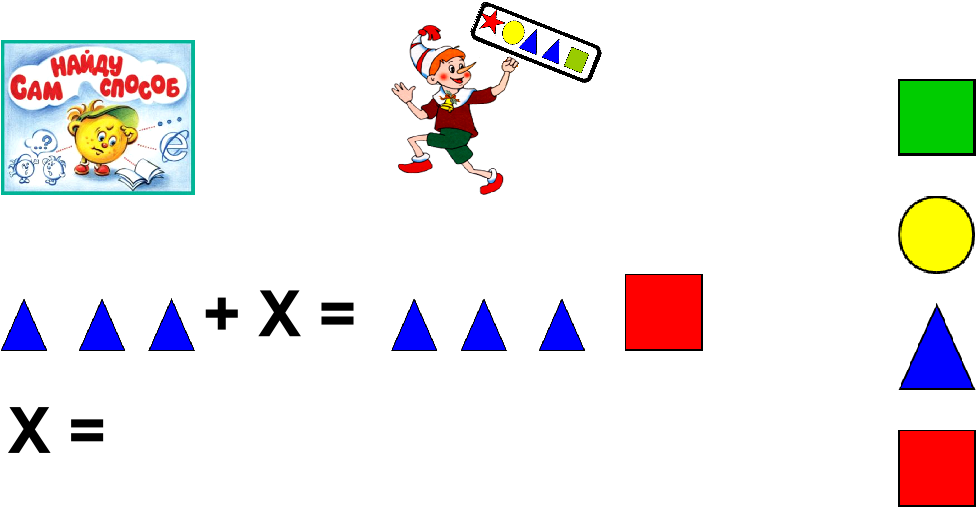 НАЙДУ
САМ СПОСОБ
+ X =
X =